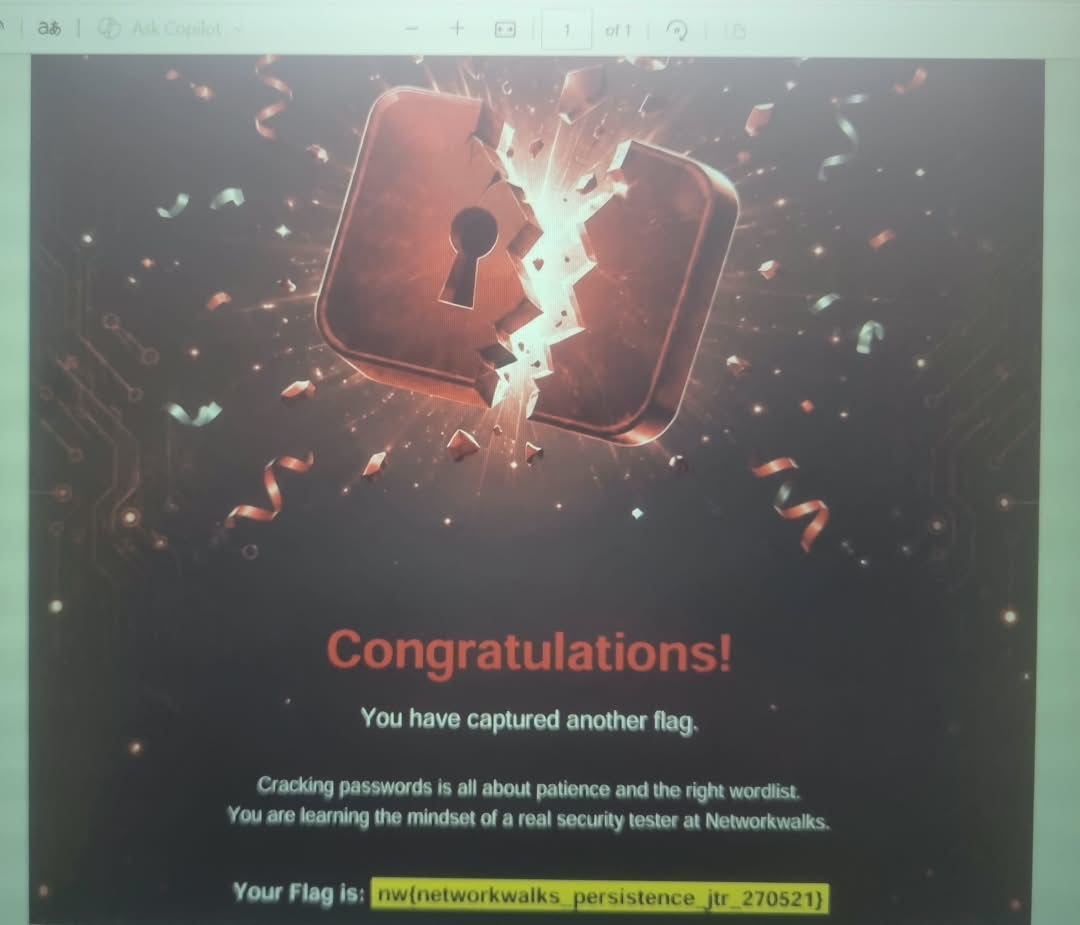 aあ Ask Copilot 1 of 1
Congratulations!
You have captured another flag.
Cracking passwords is all about patience and the right wordlist.
You are learning the mindset of a real security tester at Networkwalks.
Your Flag is: nw{networkwalks_persistence_jtr_270521}